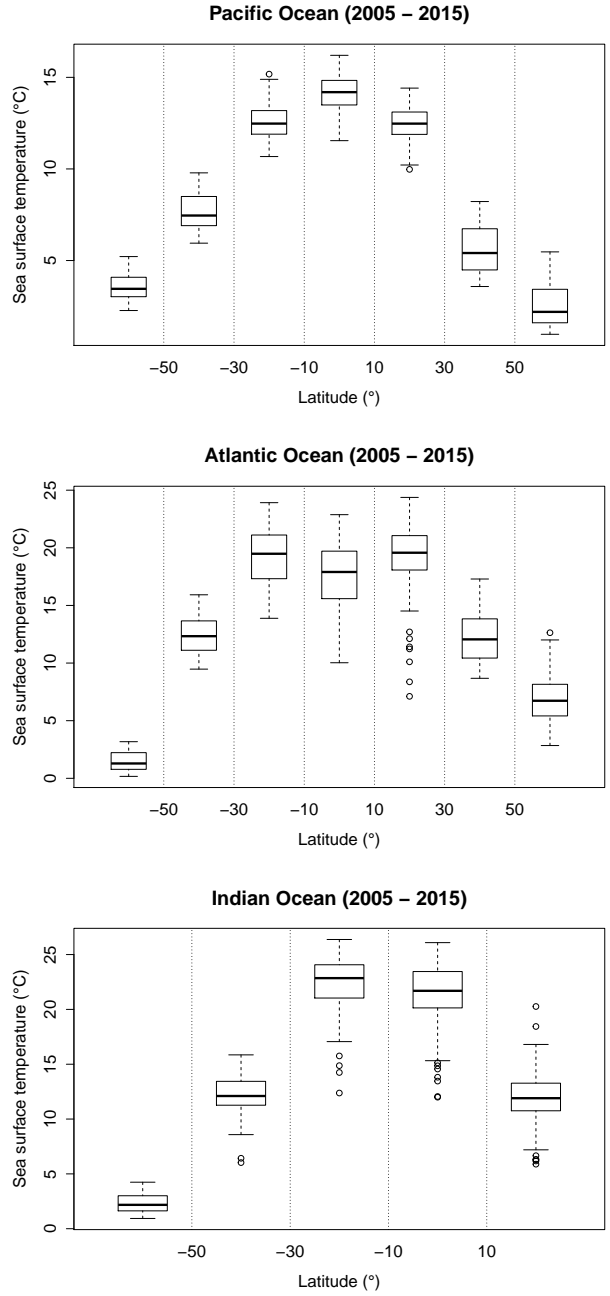 Pacific Ocean (2005 − 2015)
Sea surface temperature (°C)
15
10
5
−50 −30 −10 10 30 50
Latitude (°)
Atlantic Ocean (2005 − 2015)
Sea surface temperature (°C)
25
20
15
10
5
0
−50 −30 −10 10 30 50
Latitude (°)
Indian Ocean (2005 − 2015)
Sea surface temperature (°C)
25
20
15
10
5
0
−50 −30 −10 10
Latitude (°)